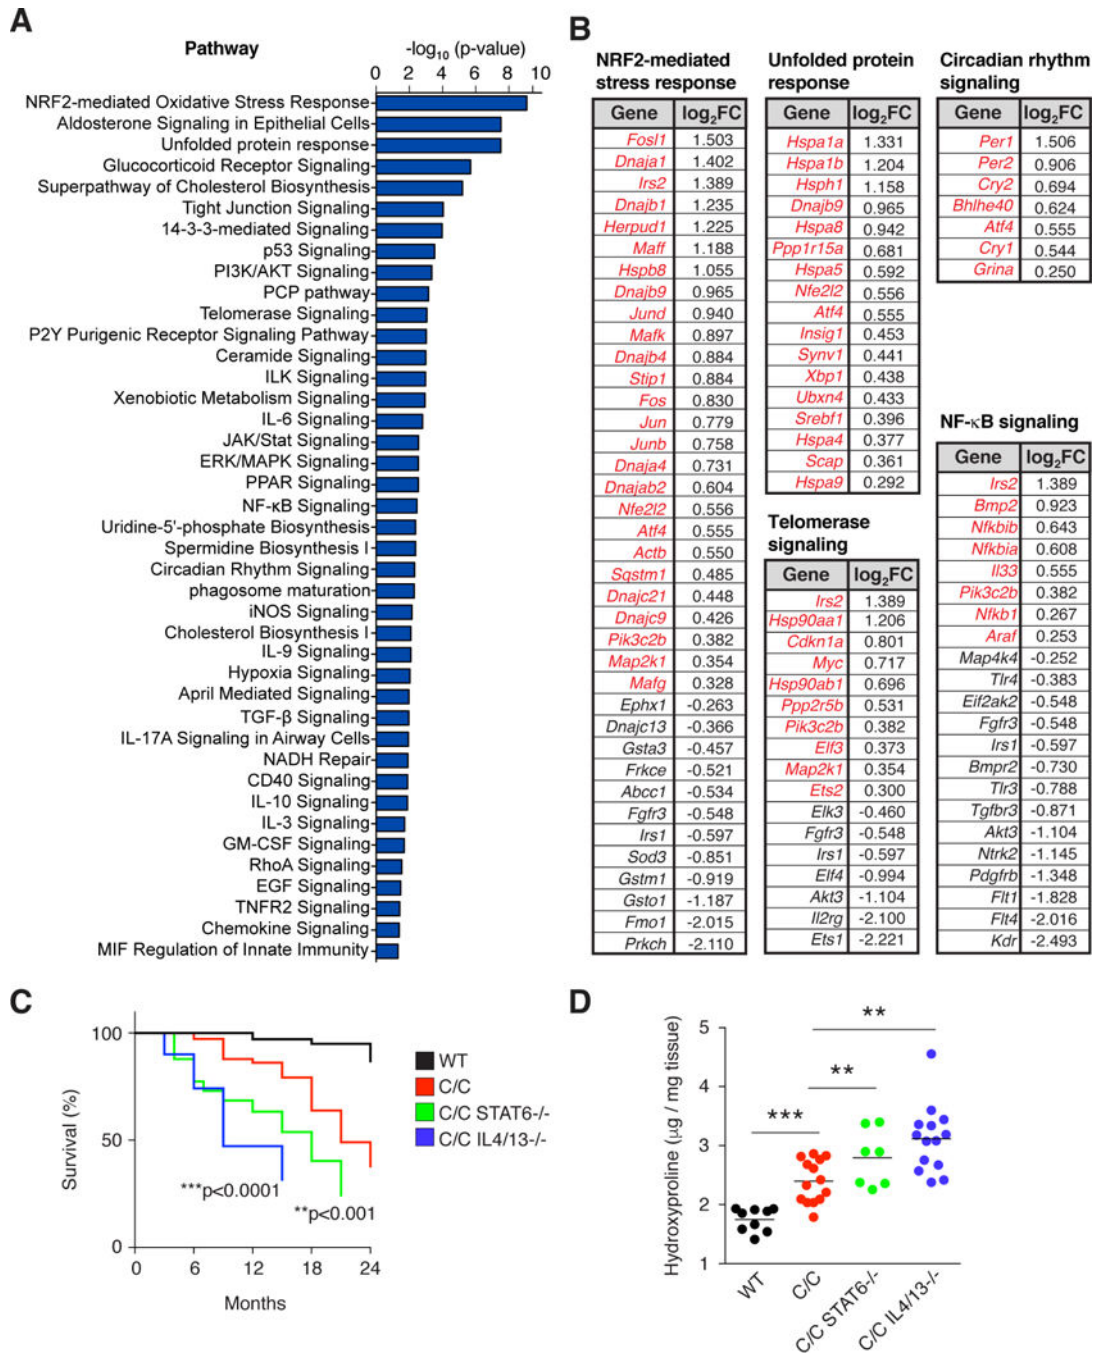 A
Pathway
-log10 (p-value)
0 2 4 6 8 10
NRF2-mediated Oxidative Stress Response
Aldosterone Signaling in Epithelial Cells
Unfolded protein response
Glucocorticoid Receptor Signaling
Superpathway of Cholesterol Biosynthesis
Tight Junction Signaling
14-3-3-mediated Signaling
p53 Signaling
PI3K/AKT Signaling
PCP pathway
Telomerase Signaling
P2Y Purigenic Receptor Signaling Pathway
Ceramide Signaling
ILK Signaling
Xenobiotic Metabolism Signaling
IL-6 Signaling
JAK/Stat Signaling
ERK/MAPK Signaling
PPAR Signaling
NF-κB Signaling
Uridine-5'-phosphate Biosynthesis
Spermidine Biosynthesis I
Circadian Rhythm Signaling
phagosome maturation
iNOS Signaling
Cholesterol Biosynthesis I
IL-9 Signaling
Hypoxia Signaling
April Mediated Signaling
TGF-β Signaling
IL-17A Signaling in Airway Cells
NADH Repair
CD40 Signaling
IL-10 Signaling
IL-3 Signaling
GM-CSF Signaling
RhoA Signaling
EGF Signaling
TNFR2 Signaling
Chemokine Signaling
MIF Regulation of Innate Immunity
B
NRF2-mediated
stress response
Gene log2FC
Fosl1 1.503
Dnaja1 1.402
Irs2 1.389
Dnajb1 1.235
Herpud1 1.225
Maff 1.188
Hspb8 1.055
Dnajb9 0.965
Jund 0.940
Mafk 0.897
Dnajb4 0.884
Stip1 0.884
Fos 0.830
Jun 0.779
Junb 0.758
Dnaja4 0.731
Dnajab2 0.604
Nfe2l2 0.556
Atf4 0.555
Actb 0.550
Sqstm1 0.485
Dnajc21 0.448
Dnajc9 0.426
Pik3c2b 0.382
Map2k1 0.354
Mafg 0.328
Ephx1 -0.263
Dnajc13 -0.366
Gsta3 -0.457
Frkce -0.521
Abcc1 -0.534
Fgfr3 -0.548
Irs1 -0.597
Sod3 -0.851
Gstm1 -0.919
Gsto1 -1.187
Fmo1 -2.015
Prkch -2.110
Unfolded protein
response
Gene log2FC
Hspa1a 1.331
Hspa1b 1.204
Hsph1 1.158
Dnajb9 0.965
Hspa8 0.942
Ppp1r15a 0.681
Hspa5 0.592
Nfe2l2 0.556
Atf4 0.555
Insig1 0.453
Synv1 0.441
Xbp1 0.438
Ubxn4 0.433
Srebf1 0.396
Hspa4 0.377
Scap 0.361
Hspa9 0.292
Telomerase
signaling
Gene log2FC
Irs2 1.389
Hsp90aa1 1.206
Cdkn1a 0.801
Myc 0.717
Hsp90ab1 0.696
Ppp2r5b 0.531
Pik3c2b 0.382
Elf3 0.373
Map2k1 0.354
Ets2 0.300
Elk3 -0.460
Fgfr3 -0.548
Irs1 -0.597
Elf4 -0.994
Akt3 -1.104
Il2rg -2.100
Ets1 -2.221
Circadian rhythm
signaling
Gene log2FC
Per1 1.506
Per2 0.906
Cry2 0.694
Bhlhe40 0.624
Atf4 0.555
Cry1 0.544
Grina 0.250
NF-κB signaling
Gene log2FC
Irs2 1.389
Bmp2 0.923
Nfkbib 0.643
Nfkbia 0.608
Il33 0.555
Pik3c2b 0.382
Nfkb1 0.267
Araf 0.253
Map4k4 -0.252
Tlr4 -0.383
Eif2ak2 -0.548
Fgfr3 -0.548
Irs1 -0.597
Bmpr2 -0.730
Tlr3 -0.788
Tgfbr3 -0.871
Akt3 -1.104
Ntrk2 -1.145
Pdgfrb -1.348
Flt1 -1.828
Flt4 -2.016
Kdr -2.493
C
Survival (%)
100
50
0
0 6 12 18 24
Months
***p<0.0001
**p<0.001
WT
C/C
C/C STAT6-/-
C/C IL4/13-/-
D
Hydroxyproline (μg / mg tissue)
5
4
3
2
1
***
**
**
WT
C/C
C/C STAT6-/-
C/C IL4/13-/-